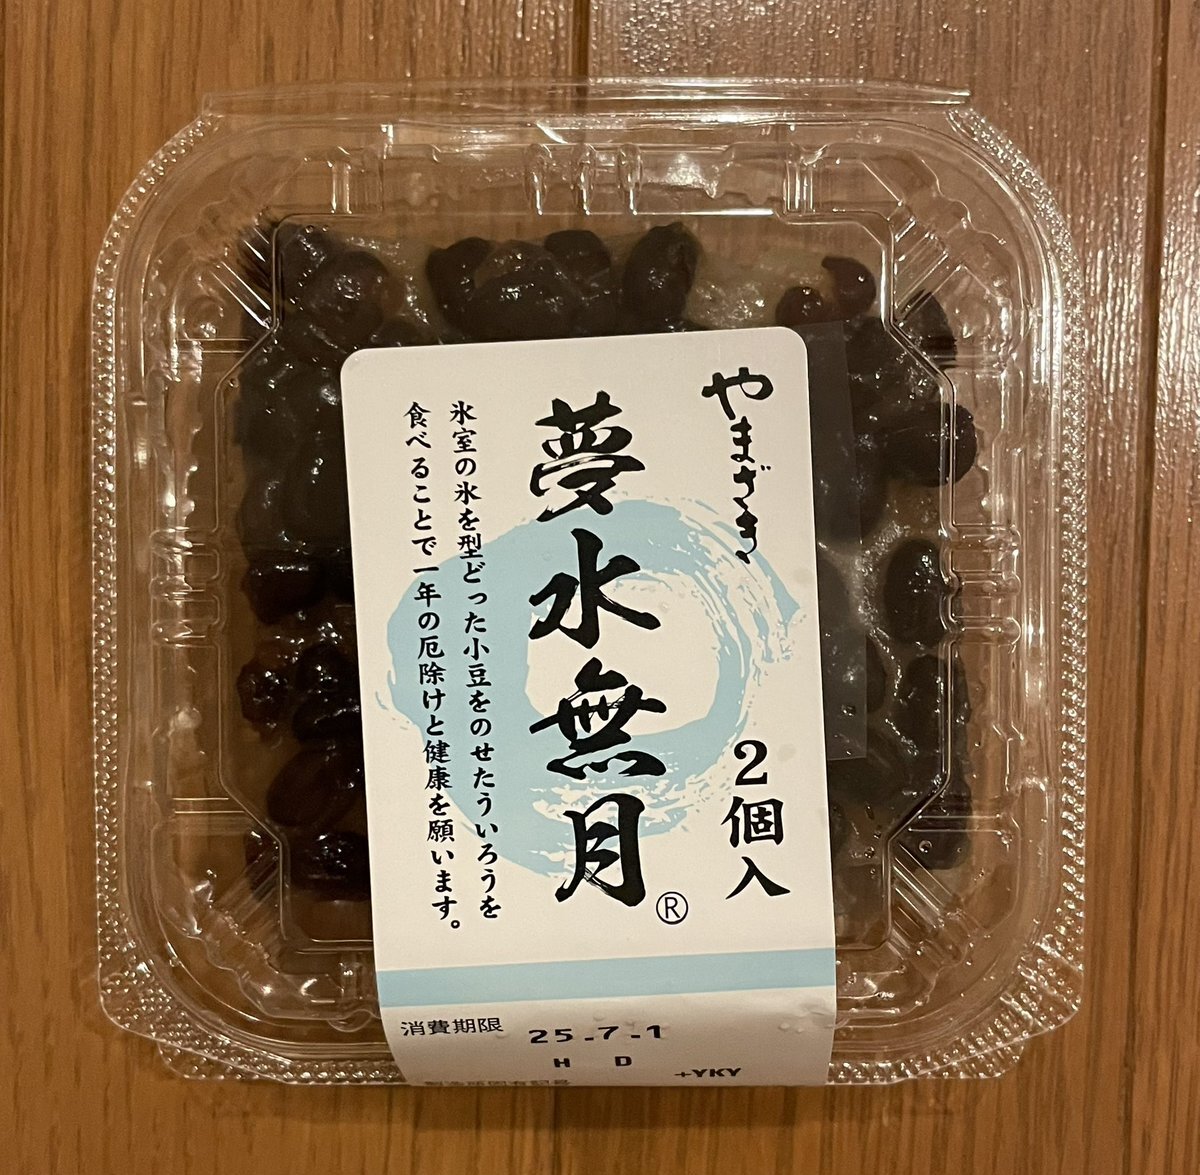 やまざき
2個入
夢水無月
®
氷室の氷を型どった小豆をのせたういろうを
食べることで一年の厄除けと健康を願います。
消費期限 25.7.1
H D
+YKY